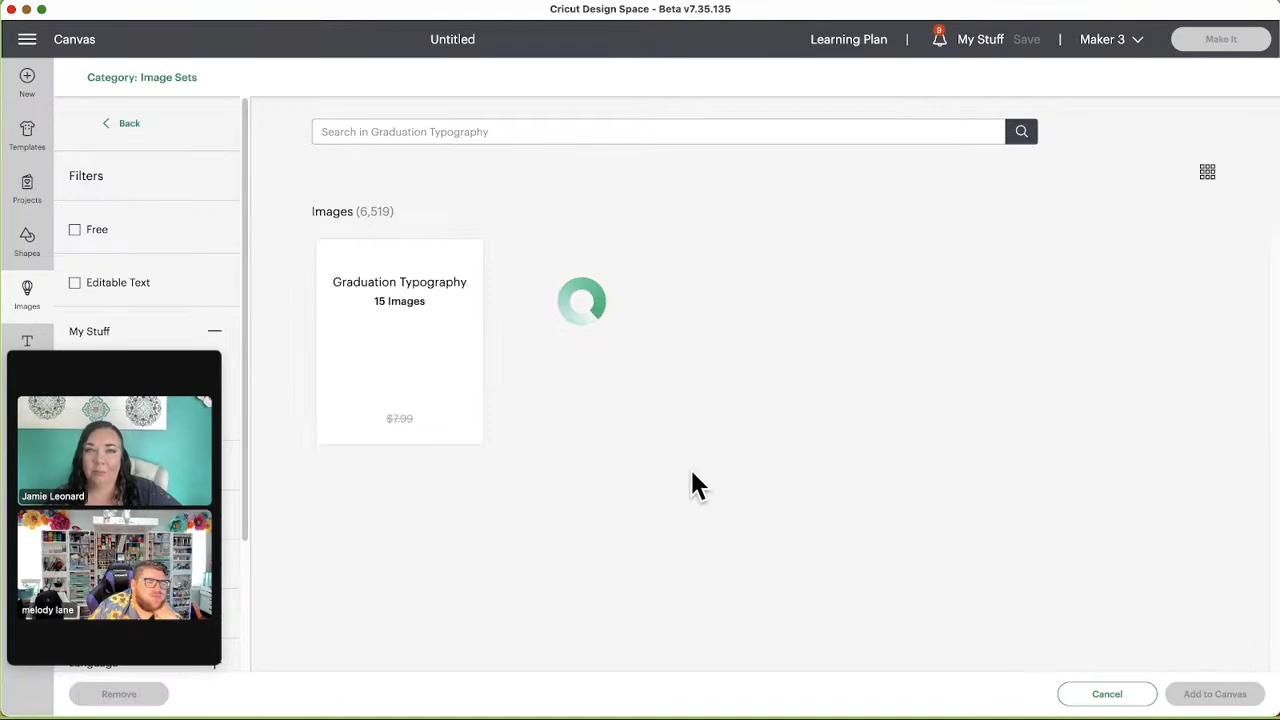 Cricut Design Space - Beta v7.35.135
Canvas
Untitled
Learning Plan | 9 My Stuff Save | Maker 3 Make It
Category: Image Sets
New
Templates
Projects
Shapes
Images
T
Back
Filters
Free
Editable Text
My Stuff
Search in Graduation Typography
Images (6,519)
Graduation Typography
15 Images
$7.99
Jamie Leonard
melody lane
Language
Remove
Cancel
Add to Canvas